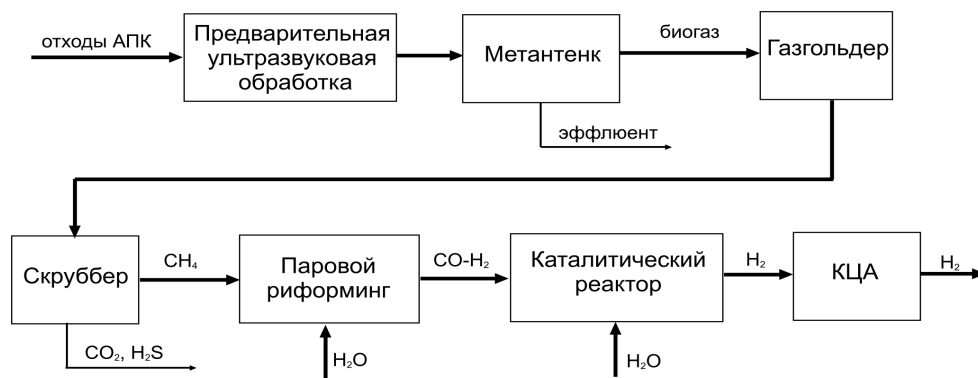 отходы АПК
Предварительная
ультразвуковая
обработка
Метантенк
биогаз
Газгольдер
эффлюент
Скруббер
CH₄
Паровой
риформинг
CO-H₂
Каталитический
реактор
H₂
КЦА
H₂
CO₂, H₂S
H₂O
H₂O